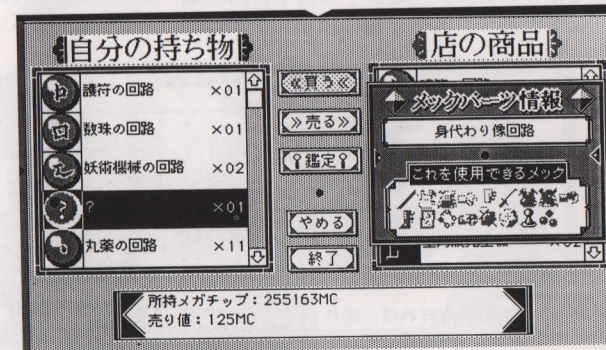 自分の持ち物
護符の回路 ×01
数珠の回路 ×01
妖術機械の回路 ×02
? ×01
丸薬の回路 ×11
≪買う≪
≫売る≫
鑑定
やめる
終了
店の商品
メックパーツ情報
身代わり像回路
これを使用できるメック
所持メガチップ：255163MC
売り値：125MC